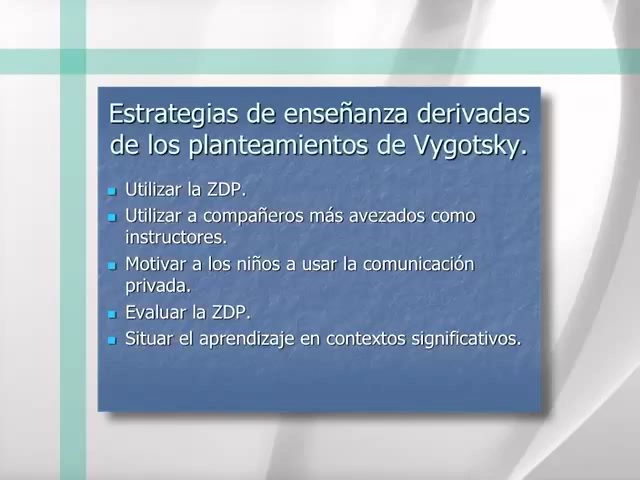 Estrategias de enseñanza derivadas
de los planteamientos de Vygotsky.
Utilizar la ZDP.
Utilizar a compañeros más avezados como
instructores.
Motivar a los niños a usar la comunicación
privada.
Evaluar la ZDP.
Situar el aprendizaje en contextos significativos.